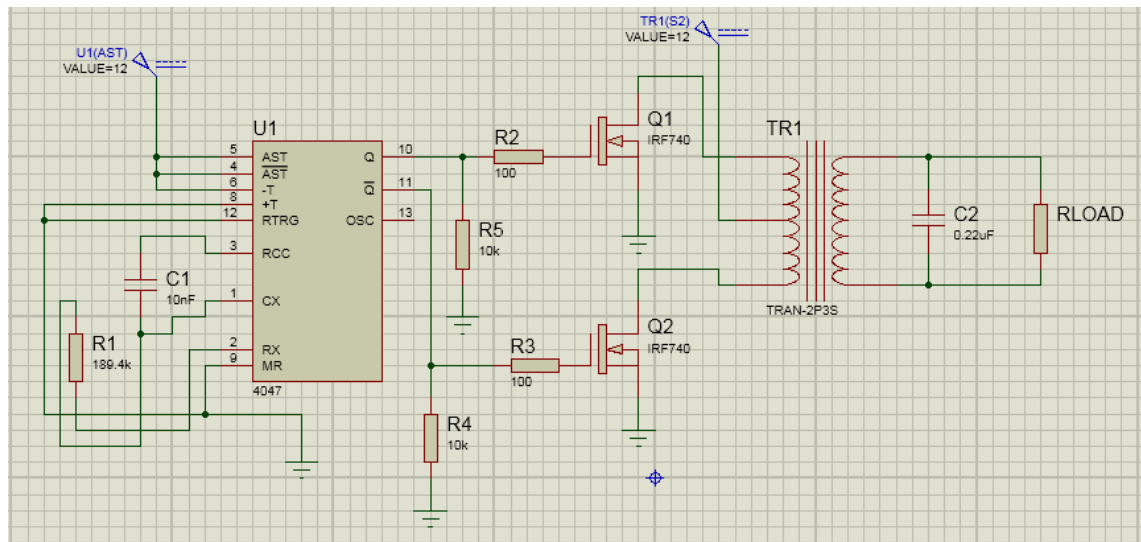 U1(AST)
VALUE=12
TR1(S2)
VALUE=12
U1
5
AST
4
AST
6
-T
8
+T
12
RTRG
3
RCC
1
CX
2
RX
9
MR
Q
10
Q
11
OSC
13
4047
C1
10nF
R1
189.4k
R2
100
R5
10k
R3
100
R4
10k
Q1
IRF740
Q2
IRF740
TR1
TRAN-2P3S
C2
0.22uF
RLOAD